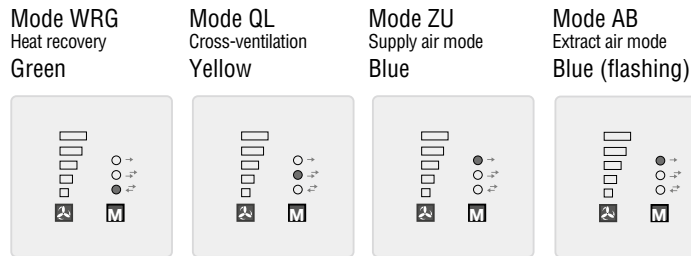 Mode WRG
Heat recovery
Green
Mode QL
Cross-ventilation
Yellow
Mode ZU
Supply air mode
Blue
Mode AB
Extract air mode
Blue (flashing)
M
M
M
M